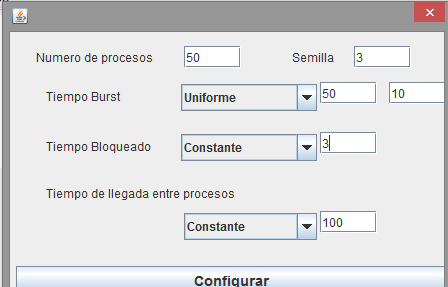 Numero de procesos 50 Semilla 3
Tiempo Burst Uniforme 50 10
Tiempo Bloqueado Constante 3
Tiempo de llegada entre procesos
Constante 100
Configurar